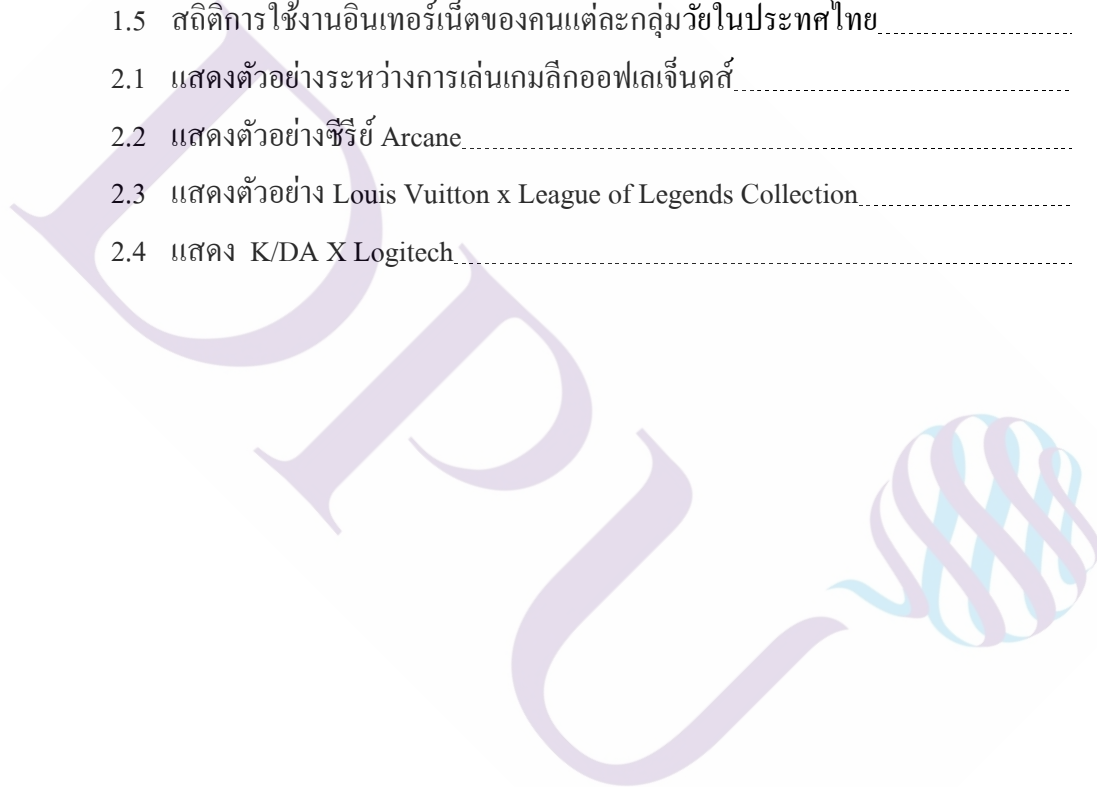 1.5 สถิติการใช้งานอินเทอร์เน็ตของคนแต่ละกลุ่มวัยในประทศไทย
2.1 แสดงตัวอย่างระหว่างการเล่นเกมลีกออฟเลเจ็นดส์
2.2 แสดงตัวอย่างซีรีย์ Arcane
2.3 แสดงตัวอย่าง Louis Vuitton x League of Legends Collection
2.4 แสดง K/DA X Logitech
DPU